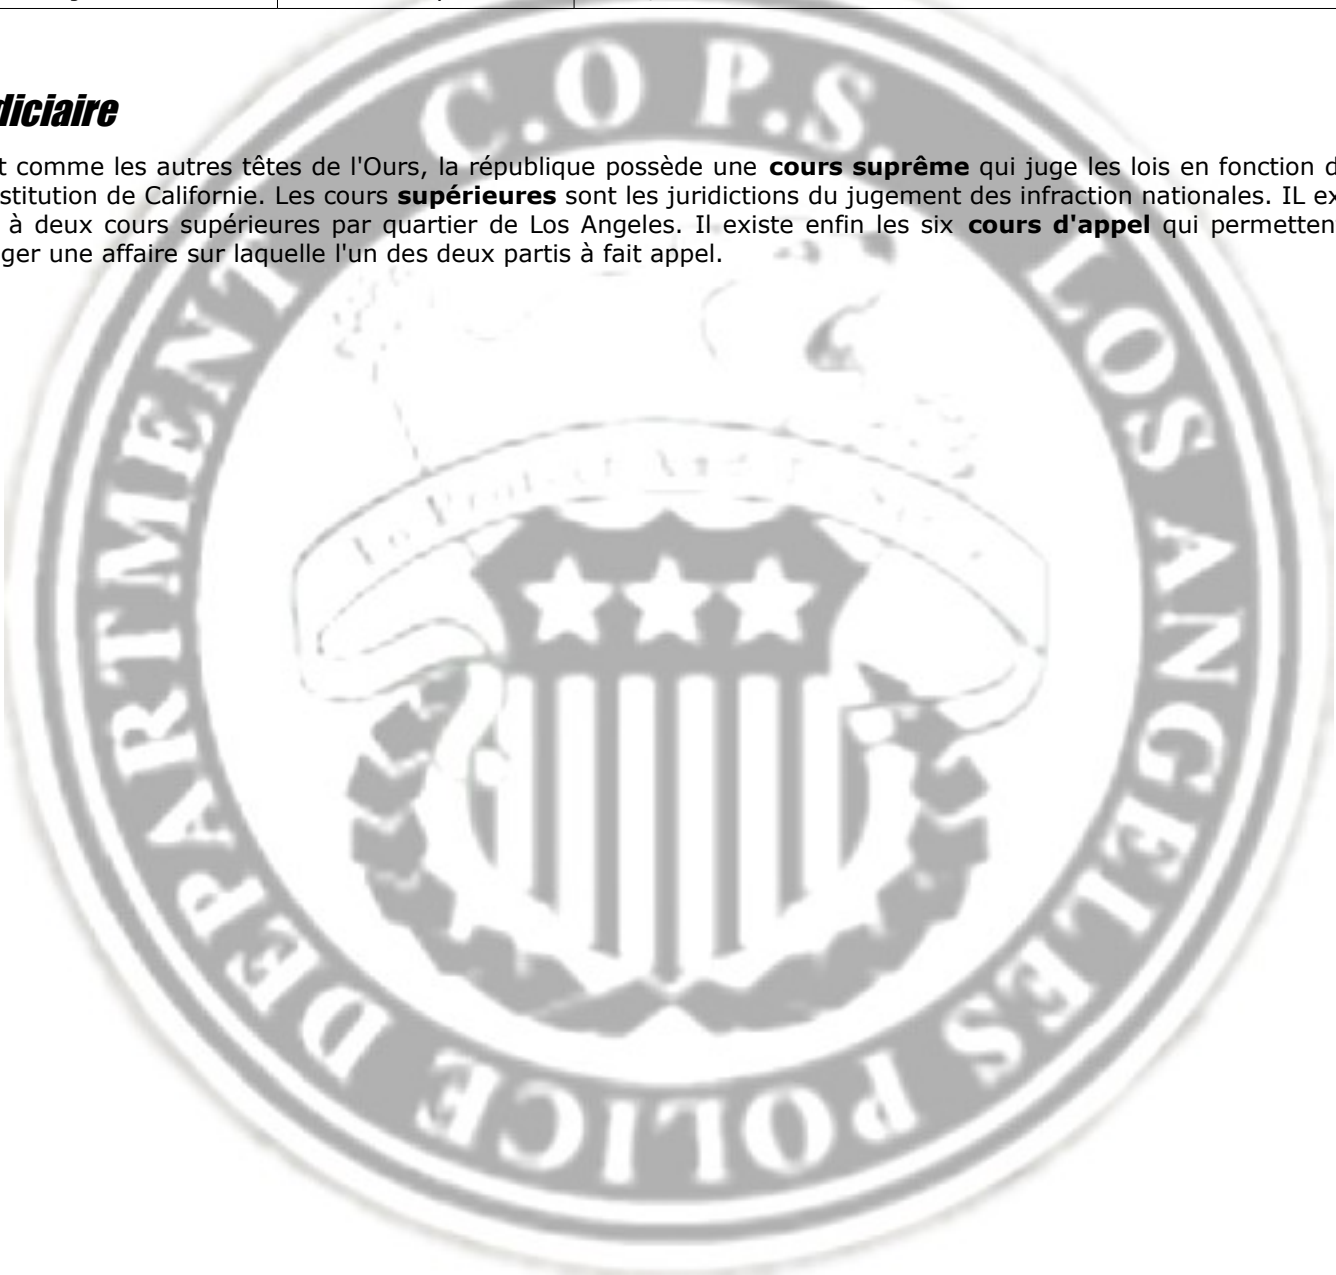 diciaire
t comme les autres têtes de l'Ours, la république possède une cours suprême qui juge les lois en fonction d
stitution de Californie. Les cours supérieures sont les juridictions du jugement des infraction nationales. IL ex
à deux cours supérieures par quartier de Los Angeles. Il existe enfin les six cours d'appel qui permetten
ger une affaire sur laquelle l'un des deux partis à fait appel.
C.O P.S. LOS ANGELES POLICE DEPARTMENT
To Protect And